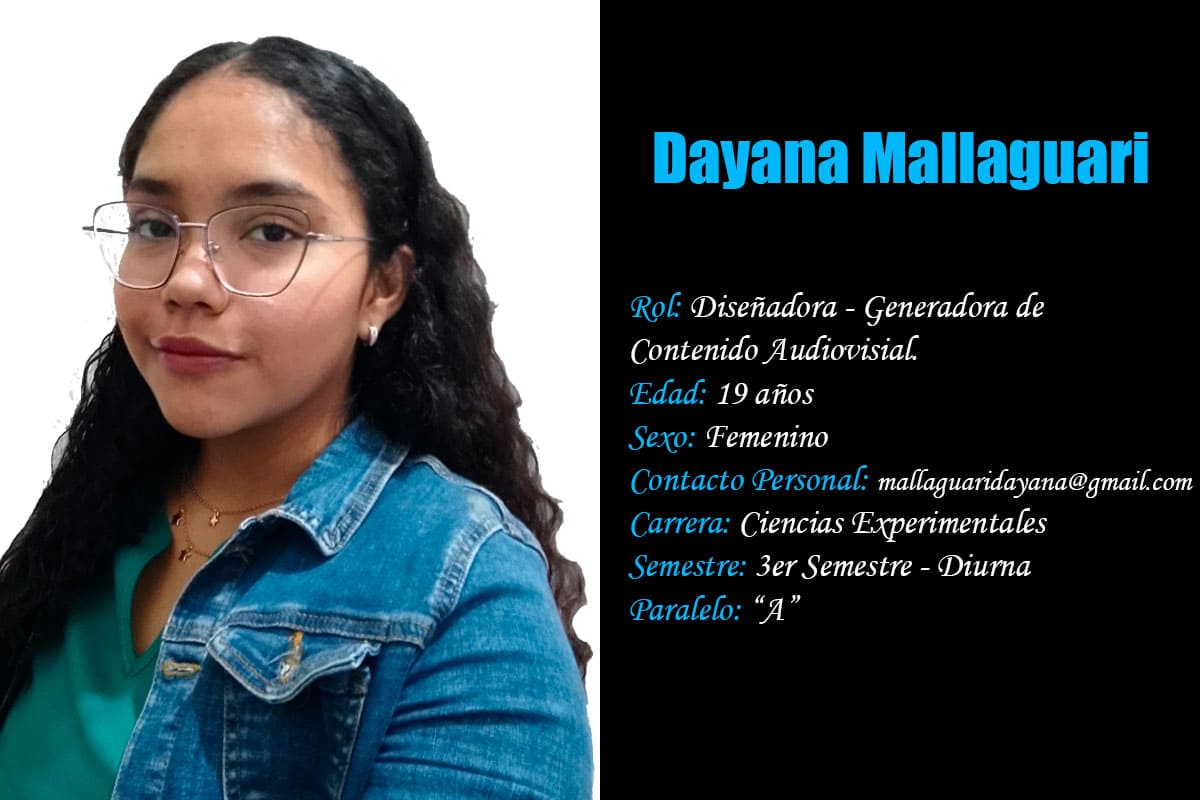 Dayana Mallaguari
Rol: Diseñadora - Generadora de
Contenido Audiovisial.
Edad: 19 años
Sexo: Femenino
Contacto Personal: mallaguaridayana@gmail.com
Carrera: Ciencias Experimentales
Semestre: 3er Semestre - Diurna
Paralelo: “A”